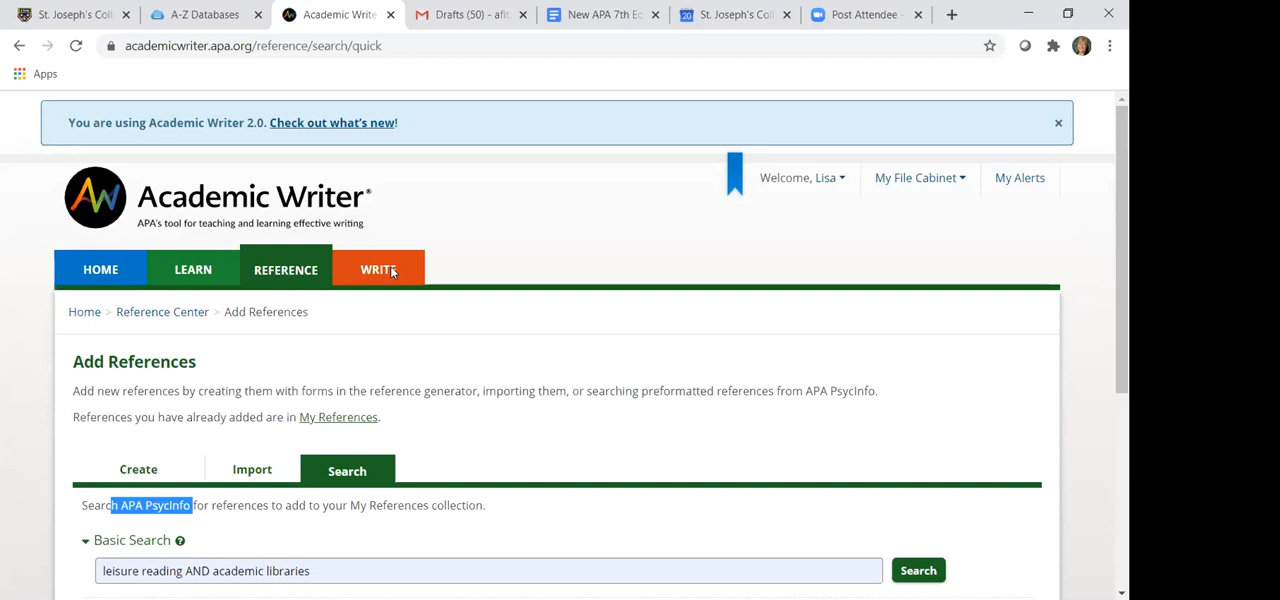 St. Joseph's Coll
A-Z Databases
Academic Write
Drafts (50) - afit
New APA 7th Ec
20
St. Joseph's Coll
Post Attendee -
academicwriter.apa.org/reference/search/quick
Apps
You are using Academic Writer 2.0. Check out what's new!
Welcome, Lisa
My File Cabinet
My Alerts
AW
Academic Writer®
APA's tool for teaching and learning effective writing
HOME
LEARN
REFERENCE
WRITE
Home > Reference Center > Add References
Add References
Add new references by creating them with forms in the reference generator, importing them, or searching preformatted references from APA PsycInfo.
References you have already added are in My References.
Create
Import
Search
Search APA PsycInfo for references to add to your My References collection.
Basic Search ?
leisure reading AND academic libraries
Search